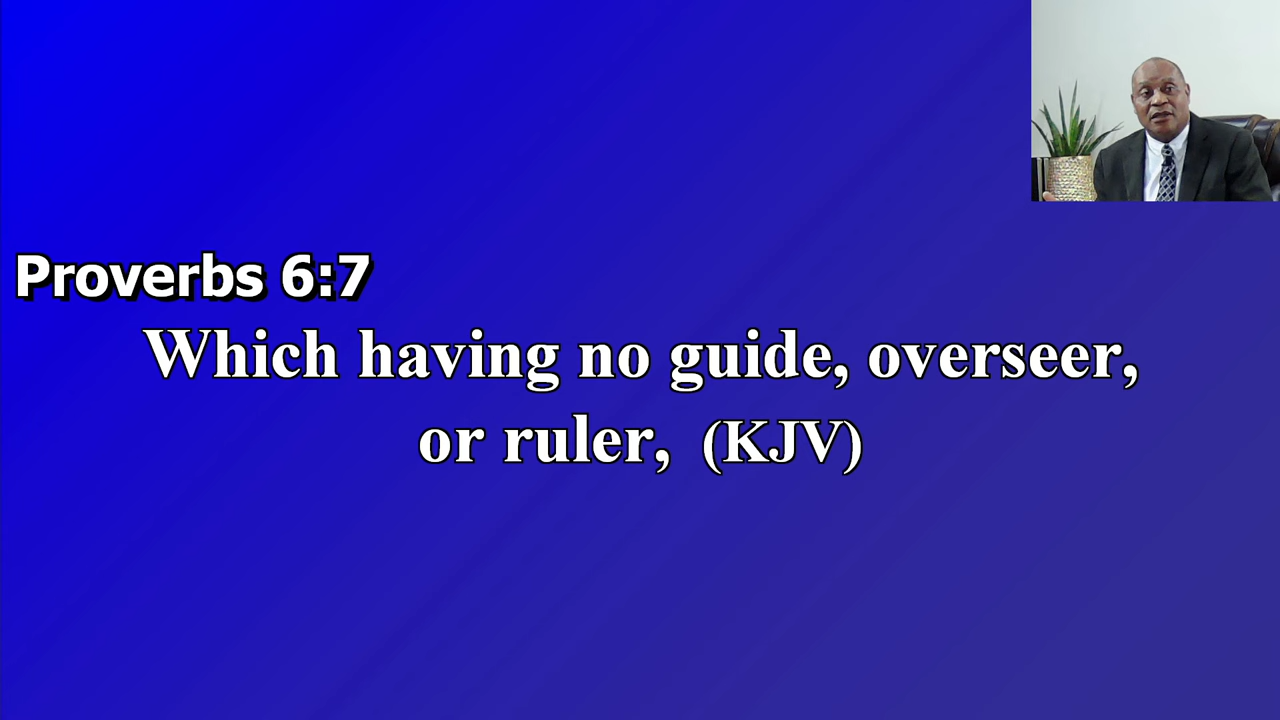 Proverbs 6:7
Which having no guide, overseer,
or ruler, (KJV)